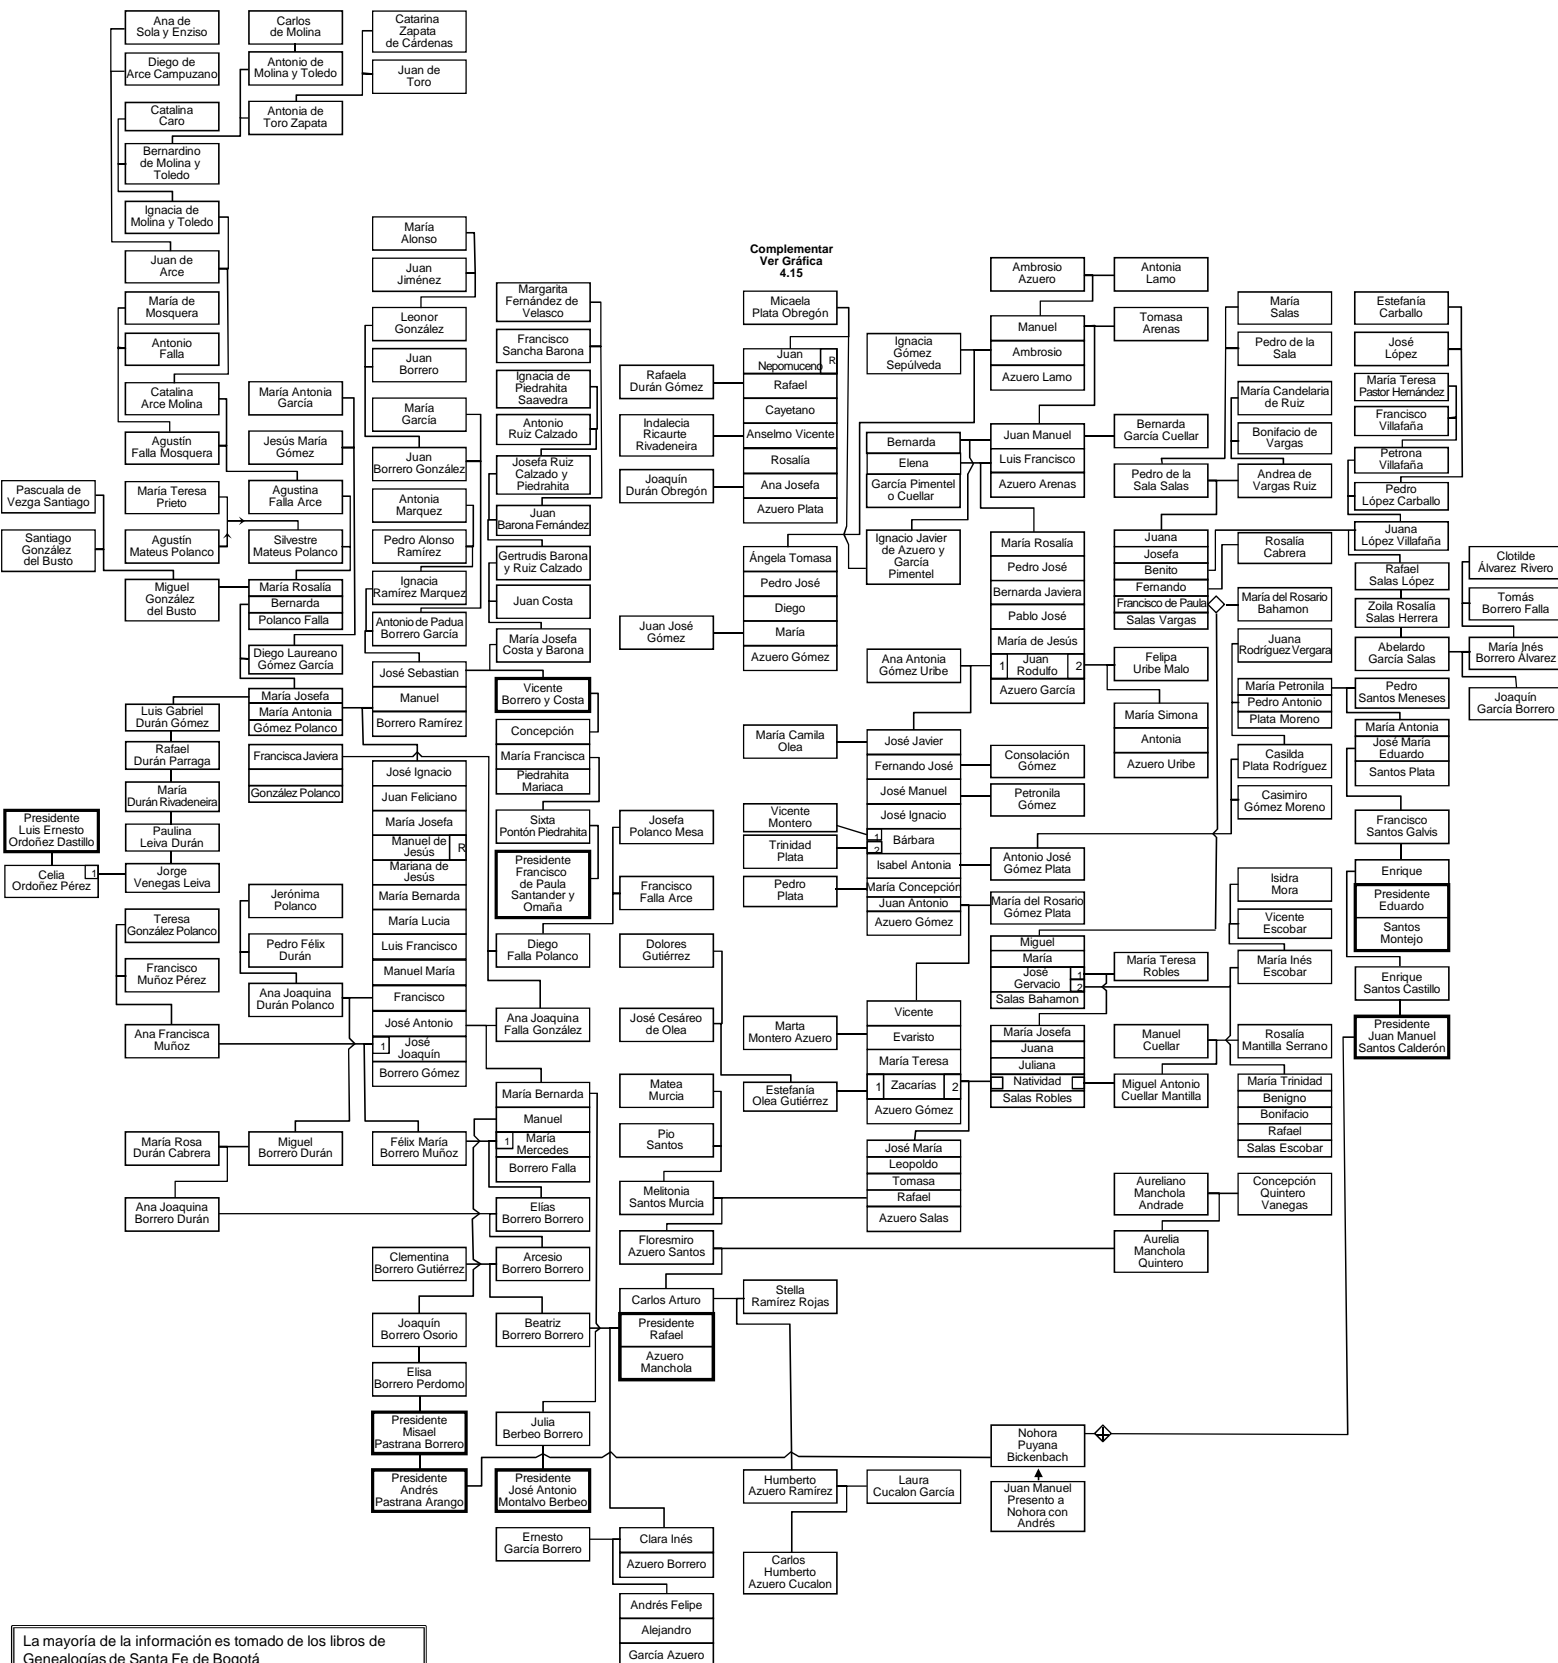 Ana de
Sola y Enziso
Carlos
de Molina
Catarina
Zapata
de Cárdenas
Diego de
Arce Campuzano
Antonio de
Molina y Toledo
Juan de
Toro
Catalina
Caro
Antonia de
Toro Zapata
Bernardino
de Molina y
Toledo
Ignacia de
Molina y Toledo
Juan de
Arce
María de
Mosquera
Antonio
Falla
Catalina
Arce Molina
Agustín
Falla Mosquera
María Antonia
García
Jesús María
Gómez
Agustina
Falla Arce
María Teresa
Prieto
Agustín
Mateus Polanco
Silvestre
Mateus Polanco
Pascuala de
Vezga Santiago
Santiago
González
del Busto
Miguel
González
del Busto
María Rosalía
Bernarda
Polanco Falla
Diego Laureano
Gómez García
María Josefa
María Antonia
Gómez Polanco
Francisca Javiera
González Polanco
Luis Gabriel
Durán Gómez
Rafael
Durán Parraga
María
Durán Rivadeneira
Paulina
Leiva Durán
Jorge
Venegas Leiva
Presidente
Luis Ernesto
Ordoñez Dastillo
Celia
Ordoñez Pérez
1
María
Alonso
Juan
Jiménez
Leonor
González
Juan
Borrero
María
García
Juan
Borrero González
Antonia
Marquez
Pedro Alonso
Ramírez
Ignacia
Ramírez Marquez
Antonio de Padua
Borrero García
José Sebastian
Manuel
Borrero Ramírez
Margarita
Fernández de
Velasco
Francisco
Sancha Barona
Ignacia de
Piedrahita
Saavedra
Antonio
Ruiz Calzado
Josefa Ruiz
Calzado y
Piedrahita
Juan
Barona Fernández
Gertrudis Barona
y Ruiz Calzado
Juan Costa
María Josefa
Costa y Barona
Vicente
Borrero y Costa
Concepción
María Francisca
Piedrahita
Mariaca
Sixta
Pontón Piedrahita
Presidente
Francisco
de Paula
Santander y
Omaña
Diego
Falla Polanco
Ana Joaquina
Falla González
Josefa
Polanco Mesa
Francisco
Falla Arce
José Ignacio
Juan Feliciano
María Josefa
Manuel de
Jesús
R
Mariana de
Jesús
María Bernarda
María Lucia
Luis Francisco
Manuel María
Francisco
José Antonio
1
José
Joaquín
Borrero Gómez
Teresa
González Polanco
Francisco
Muñoz Pérez
Ana Francisca
Muñoz
Jerónima
Polanco
Pedro Félix
Durán
Ana Joaquina
Durán Polanco
María Rosa
Durán Cabrera
Miguel
Borrero Durán
Félix María
Borrero Muñoz
Ana Joaquina
Borrero Durán
María Bernarda
Manuel
1
María
Mercedes
Borrero Falla
Elías
Borrero Borrero
Clementina
Borrero Gutiérrez
Arcesio
Borrero Borrero
Joaquín
Borrero Osorio
Beatriz
Borrero Borrero
Elisa
Borrero Perdomo
Presidente
Misael
Pastrana Borrero
Presidente
Andrés
Pastrana Arango
Julia
Berbeo Borrero
Presidente
José Antonio
Montalvo Berbeo
Ernesto
García Borrero
Clara Inés
Azuero Borrero
Andrés Felipe
Alejandro
García Azuero
Complementar
Ver Gráfica
4.15
Micaela
Plata Obregón
Juan
Nepomuceno
R
Rafael
Cayetano
Anselmo Vicente
Rosalía
Ana Josefa
Azuero Plata
Rafaela
Durán Gómez
Indalecia
Ricaurte
Rivadeneira
Joaquín
Durán Obregón
Juan José
Gómez
Ángela Tomasa
Pedro José
Diego
María
Azuero Gómez
Ignacia
Gómez
Sepúlveda
Bernarda
Elena
García Pimentel
o Cuellar
Ignacio Javier
de Azuero y
García
Pimentel
Ambrosio
Azuero
Antonia
Lamo
Manuel
Ambrosio
Azuero Lamo
Tomasa
Arenas
Juan Manuel
Luis Francisco
Azuero Arenas
Bernarda
García Cuellar
María Rosalía
Pedro José
Bernarda Javiera
Pablo José
María de Jesús
1
Juan
Rodulfo
2
Azuero García
Ana Antonia
Gómez Uribe
Felipa
Uribe Malo
María Simona
Antonia
Azuero Uribe
María Camila
Olea
José Javier
Fernando José
José Manuel
José Ignacio
1
2
Bárbara
Isabel Antonia
María Concepción
Juan Antonio
Azuero Gómez
Consolación
Gómez
Petronila
Gómez
Vicente
Montero
Trinidad
Plata
Pedro
Plata
Antonio José
Gómez Plata
María del Rosario
Gómez Plata
Dolores
Gutiérrez
José Cesáreo
de Olea
Marta
Montero Azuero
Estefanía
Olea Gutiérrez
Vicente
Evaristo
María Teresa
1
Zacarías
2
Azuero Gómez
Matea
Murcia
Pio
Santos
Melitonia
Santos Murcia
José María
Leopoldo
Tomasa
Rafael
Azuero Salas
Floresmiro
Azuero Santos
Carlos Arturo
Presidente
Rafael
Azuero
Manchola
Stella
Ramírez Rojas
Humberto
Azuero Ramírez
Laura
Cucalon García
Carlos
Humberto
Azuero Cucalon
María
Salas
Pedro de la
Sala
María Candelaria
de Ruiz
Bonifacio de
Vargas
Pedro de la
Sala Salas
Andrea de
Vargas Ruiz
Juana
Josefa
Benito
Fernando
Francisco de Paula
Salas Vargas
Rosalía
Cabrera
María del Rosario
Bahamon
Juana
Rodríguez Vergara
María Petronila
Pedro Antonio
Plata Moreno
Casilda
Plata Rodríguez
Casimiro
Gómez Moreno
Miguel
María
José
Gervacio
1
2
Salas Bahamon
María Teresa
Robles
Isidra
Mora
Vicente
Escobar
María Inés
Escobar
María Josefa
Juana
Juliana
Natividad
Salas Robles
Manuel
Cuellar
Rosalía
Mantilla Serrano
Miguel Antonio
Cuellar Mantilla
María Trinidad
Benigno
Bonifacio
Rafael
Salas Escobar
Aureliano
Manchola
Andrade
Concepción
Quintero
Vanegas
Aurelia
Manchola
Quintero
Estefanía
Carballo
José
López
María Teresa
Pastor Hernández
Francisco
Villafaña
Petrona
Villafaña
Pedro
López Carballo
Juana
López Villafaña
Rafael
Salas López
Zoila Rosalía
Salas Herrera
Abelardo
García Salas
Clotilde
Álvarez Rivero
Tomás
Borrero Falla
María Inés
Borrero Álvarez
Joaquín
García Borrero
Pedro
Santos Meneses
María Antonia
José María
Eduardo
Santos Plata
Francisco
Santos Galvis
Enrique
Presidente
Eduardo
Santos
Montejo
Enrique
Santos Castillo
Presidente
Juan Manuel
Santos Calderón
Nohora
Puyana
Bickenbach
Juan Manuel
Presento a
Nohora con
Andrés
La mayoría de la información es tomado de los libros de
Genealogías de Santa Fe de Bogotá